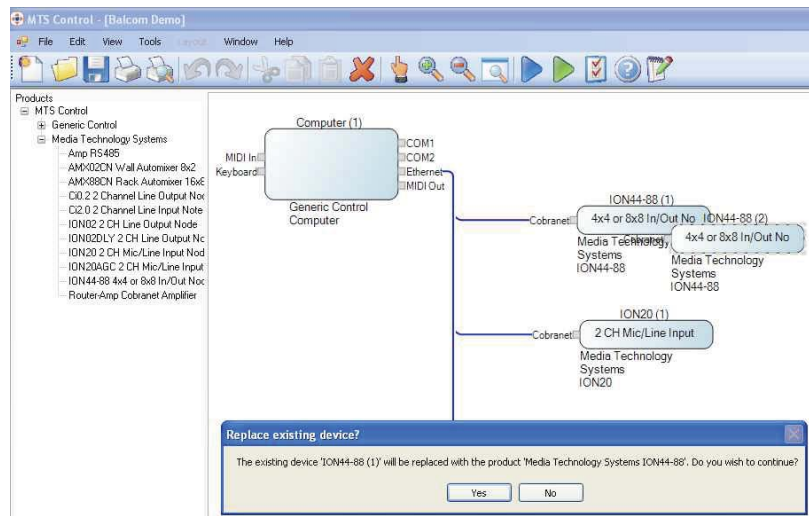 MTS Control - [Balcom Demo]
File Edit View Tools Layout Window Help
Products
MTS Control
Generic Control
Media Technology Systems
Amp RS485
AMX02CN Wall Automixer 8x2
AMX88CN Rack Automixer 16x8
Ci0.2 2 Channel Line Output Noc
Ci2.0 2 Channel Line Input Note
ION02 2 CH Line Output Node
ION02DLY 2 CH Line Output Nc
ION20 2 CH Mic/Line Input Nod
ION20AGC 2 CH Mic/Line Input
ION44-88 4x4 or 8x8 In/Out Noc
Router-Amp Cobranet Amplifier
Computer (1)
MIDI In
Keyboard
COM1
COM2
Ethernet
MIDI Out
Generic Control
Computer
ION44-88 (1)
Cobranet
4x4 or 8x8 In/Out No
Media Technology
Systems
ION44-88
ION44-88 (2)
Cobranet
4x4 or 8x8 In/Out No
Media Technology
Systems
ION44-88
ION20 (1)
Cobranet
2 CH Mic/Line Input
Media Technology
Systems
ION20
Replace existing device?
The existing device 'ION44-88 (1)' will be replaced with the product 'Media Technology Systems ION44-88'. Do you wish to continue?
Yes
No